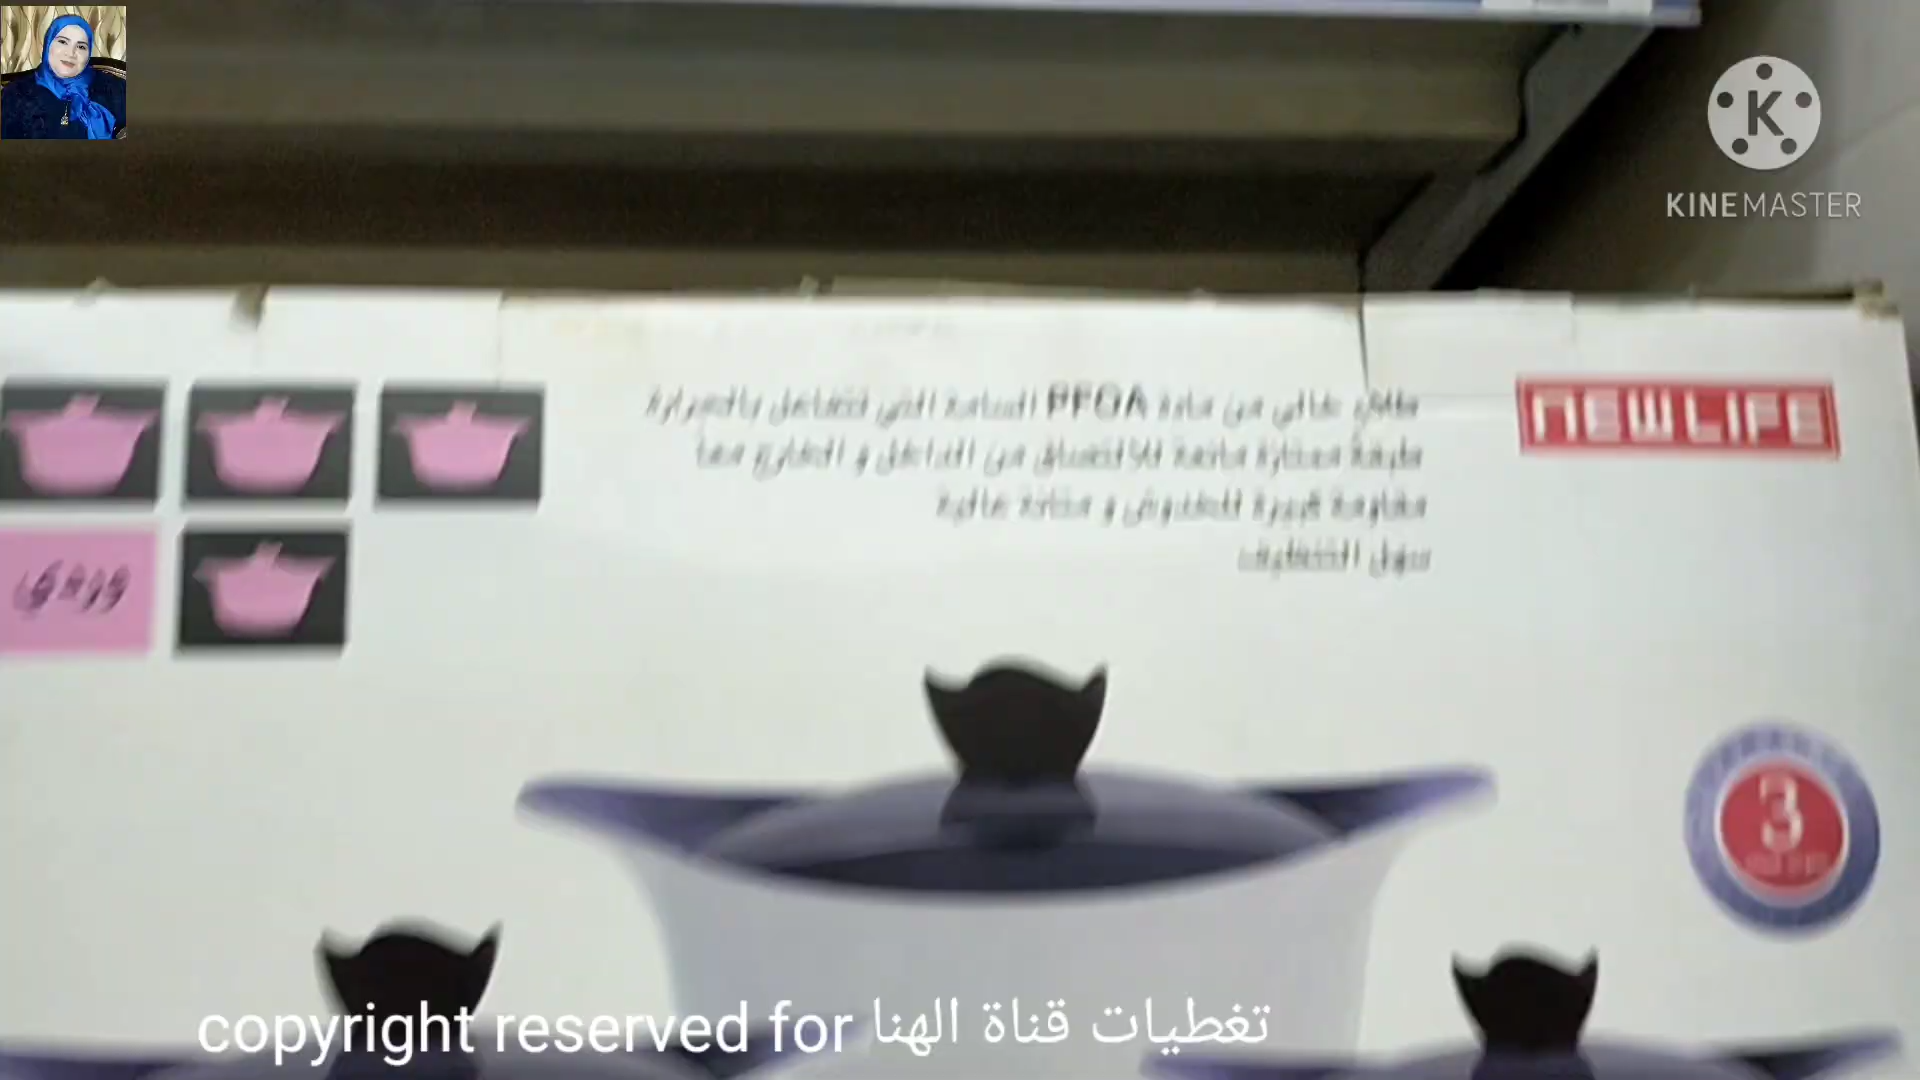 KINEMASTER
NEWLIFE
طلاء خالي من مادة PFOA السامة التي تتفاعل بالحرارة
طبقة ممتازة مانعة للالتصاق من الداخل و الخارج معا
مقاومة كبيرة للخدوش و متانة عالية
سهل التنظيف
3
copyright reserved for تغطيات قناة الهنا